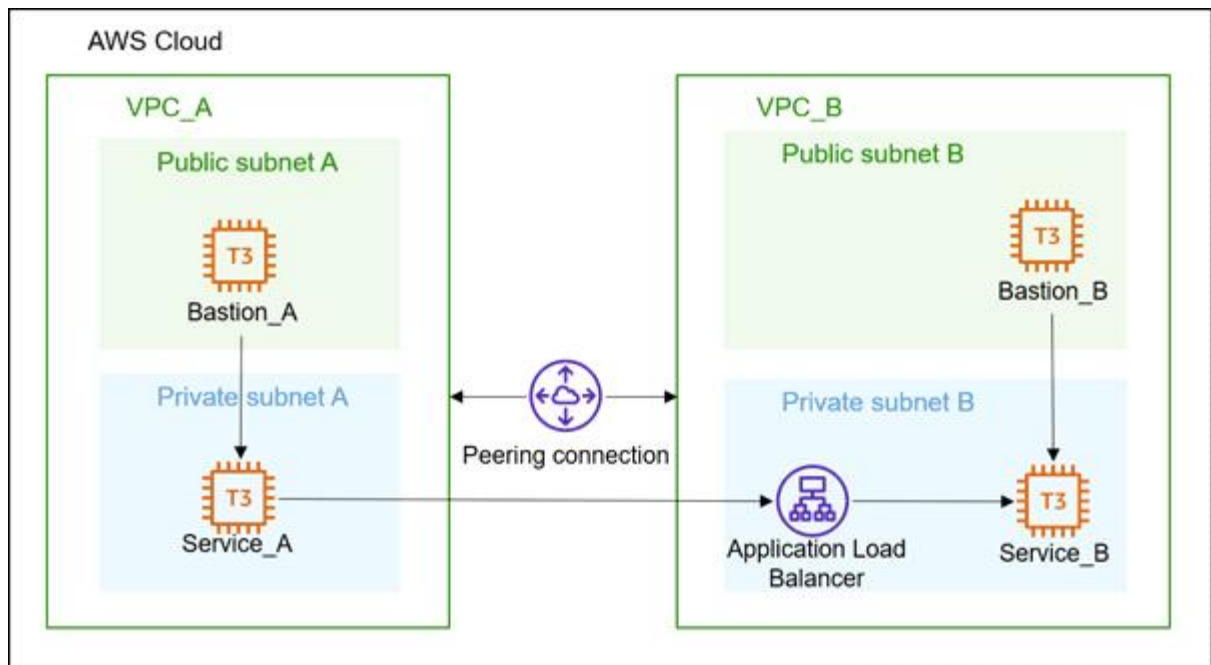 AWS Cloud
VPC_A
Public subnet A
T3
Bastion_A
Private subnet A
T3
Service_A
Peering connection
VPC_B
Public subnet B
T3
Bastion_B
Private subnet B
Application Load
Balancer
T3
Service_B